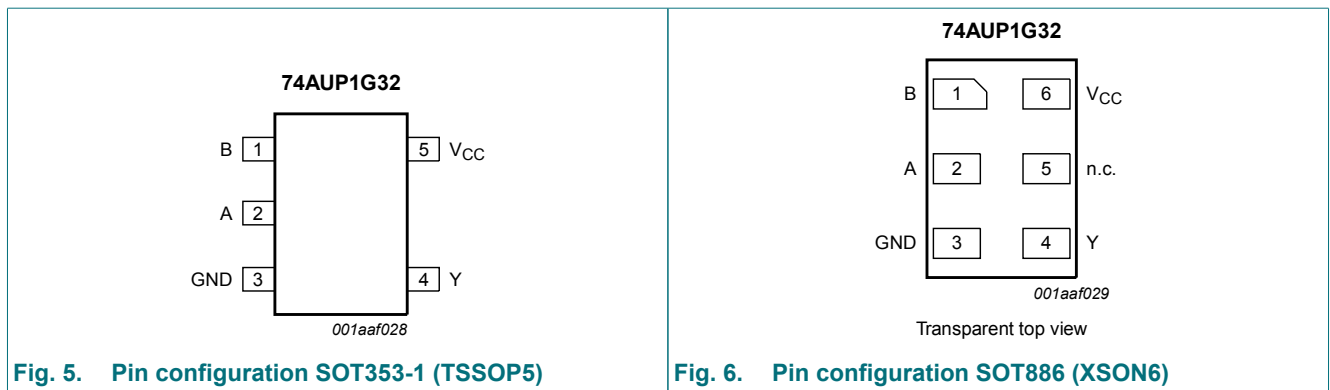 74AUP1G32
B 1 5 VCC
A 2
GND 3 4 Y
001aaf028
Fig. 5. Pin configuration SOT353-1 (TSSOP5)
74AUP1G32
B 1 6 VCC
A 2 5 n.c.
GND 3 4 Y
001aaf029
Transparent top view
Fig. 6. Pin configuration SOT886 (XSON6)